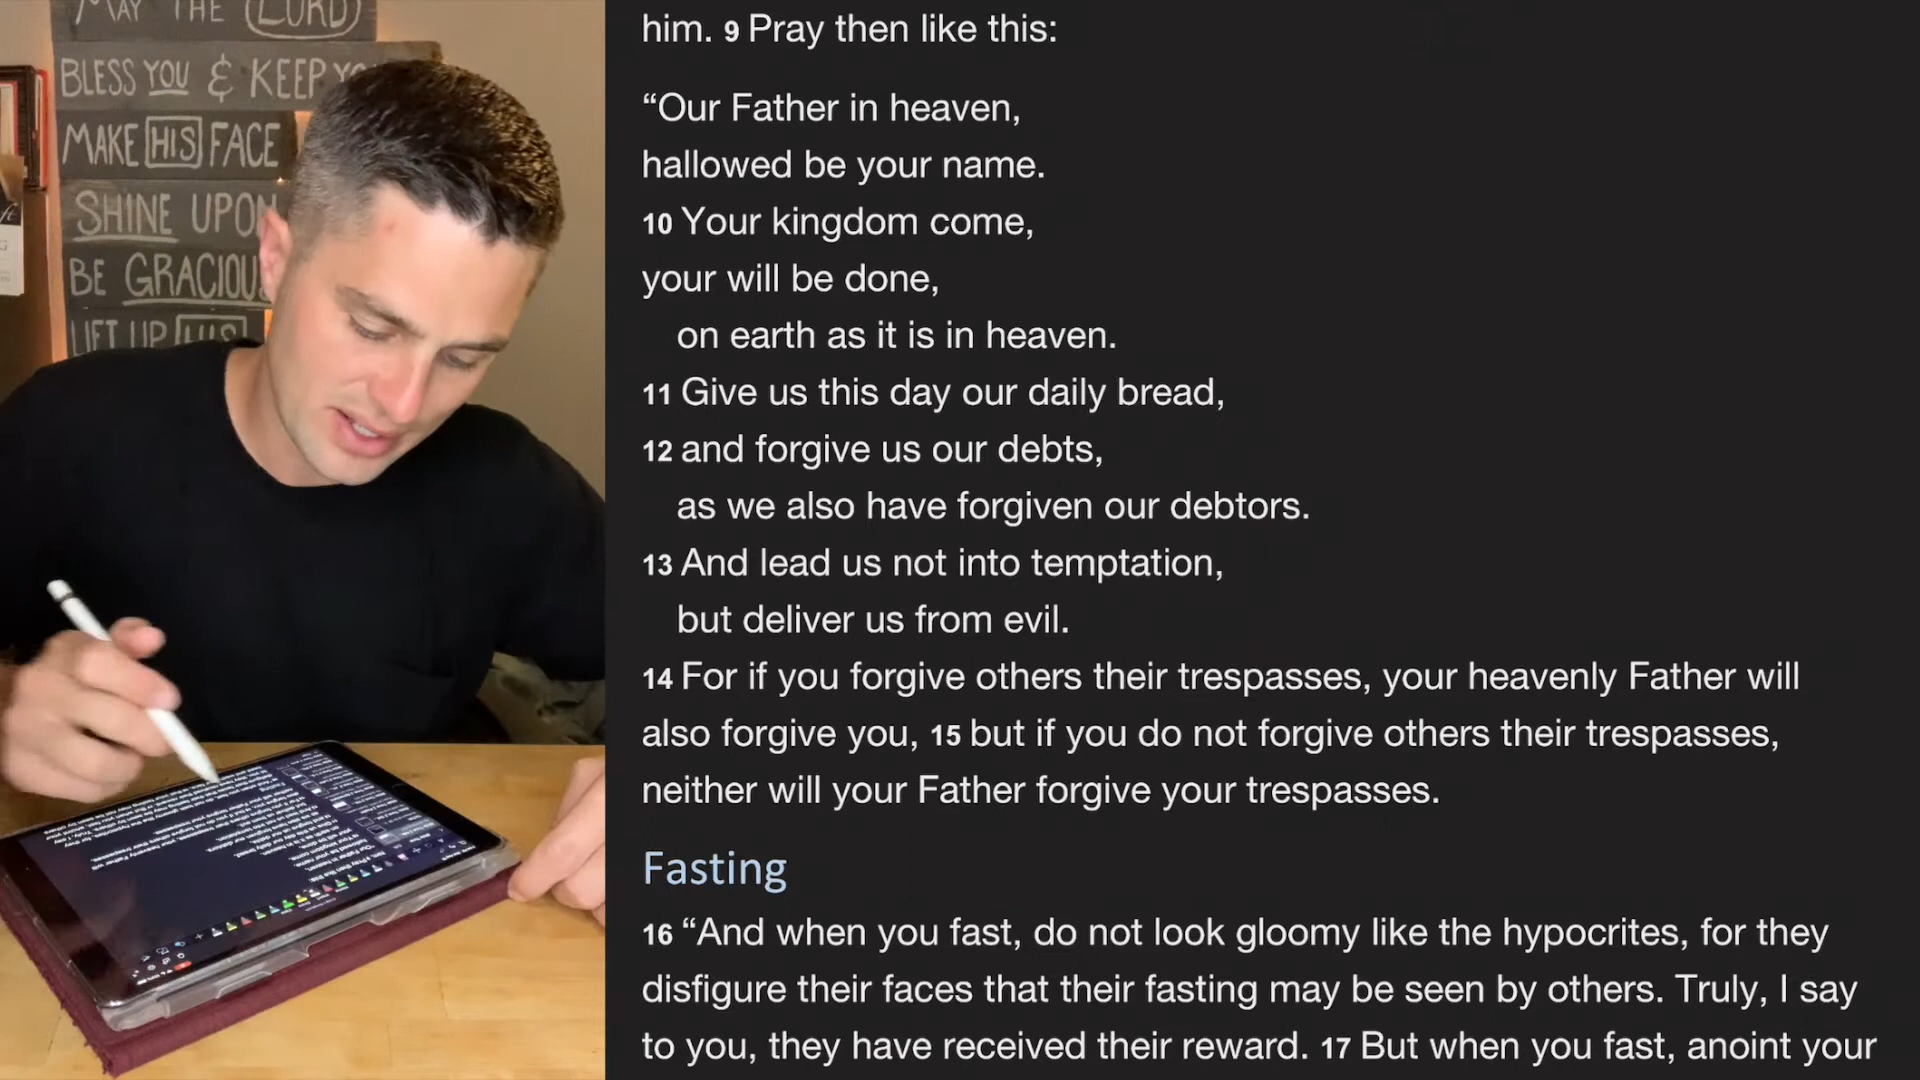 MAY THE LORD
BLESS YOU & KEEP YO
MAKE HIS FACE
SHINE UPON
BE GRACIOUS
LIFT UP HIS
him. 9 Pray then like this:
“Our Father in heaven,
hallowed be your name.
10 Your kingdom come,
your will be done,
on earth as it is in heaven.
11 Give us this day our daily bread,
12 and forgive us our debts,
as we also have forgiven our debtors.
13 And lead us not into temptation,
but deliver us from evil.
14 For if you forgive others their trespasses, your heavenly Father will
also forgive you, 15 but if you do not forgive others their trespasses,
neither will your Father forgive your trespasses.
Fasting
16 “And when you fast, do not look gloomy like the hypocrites, for they
disfigure their faces that their fasting may be seen by others. Truly, I say
to you, they have received their reward. 17 But when you fast, anoint your